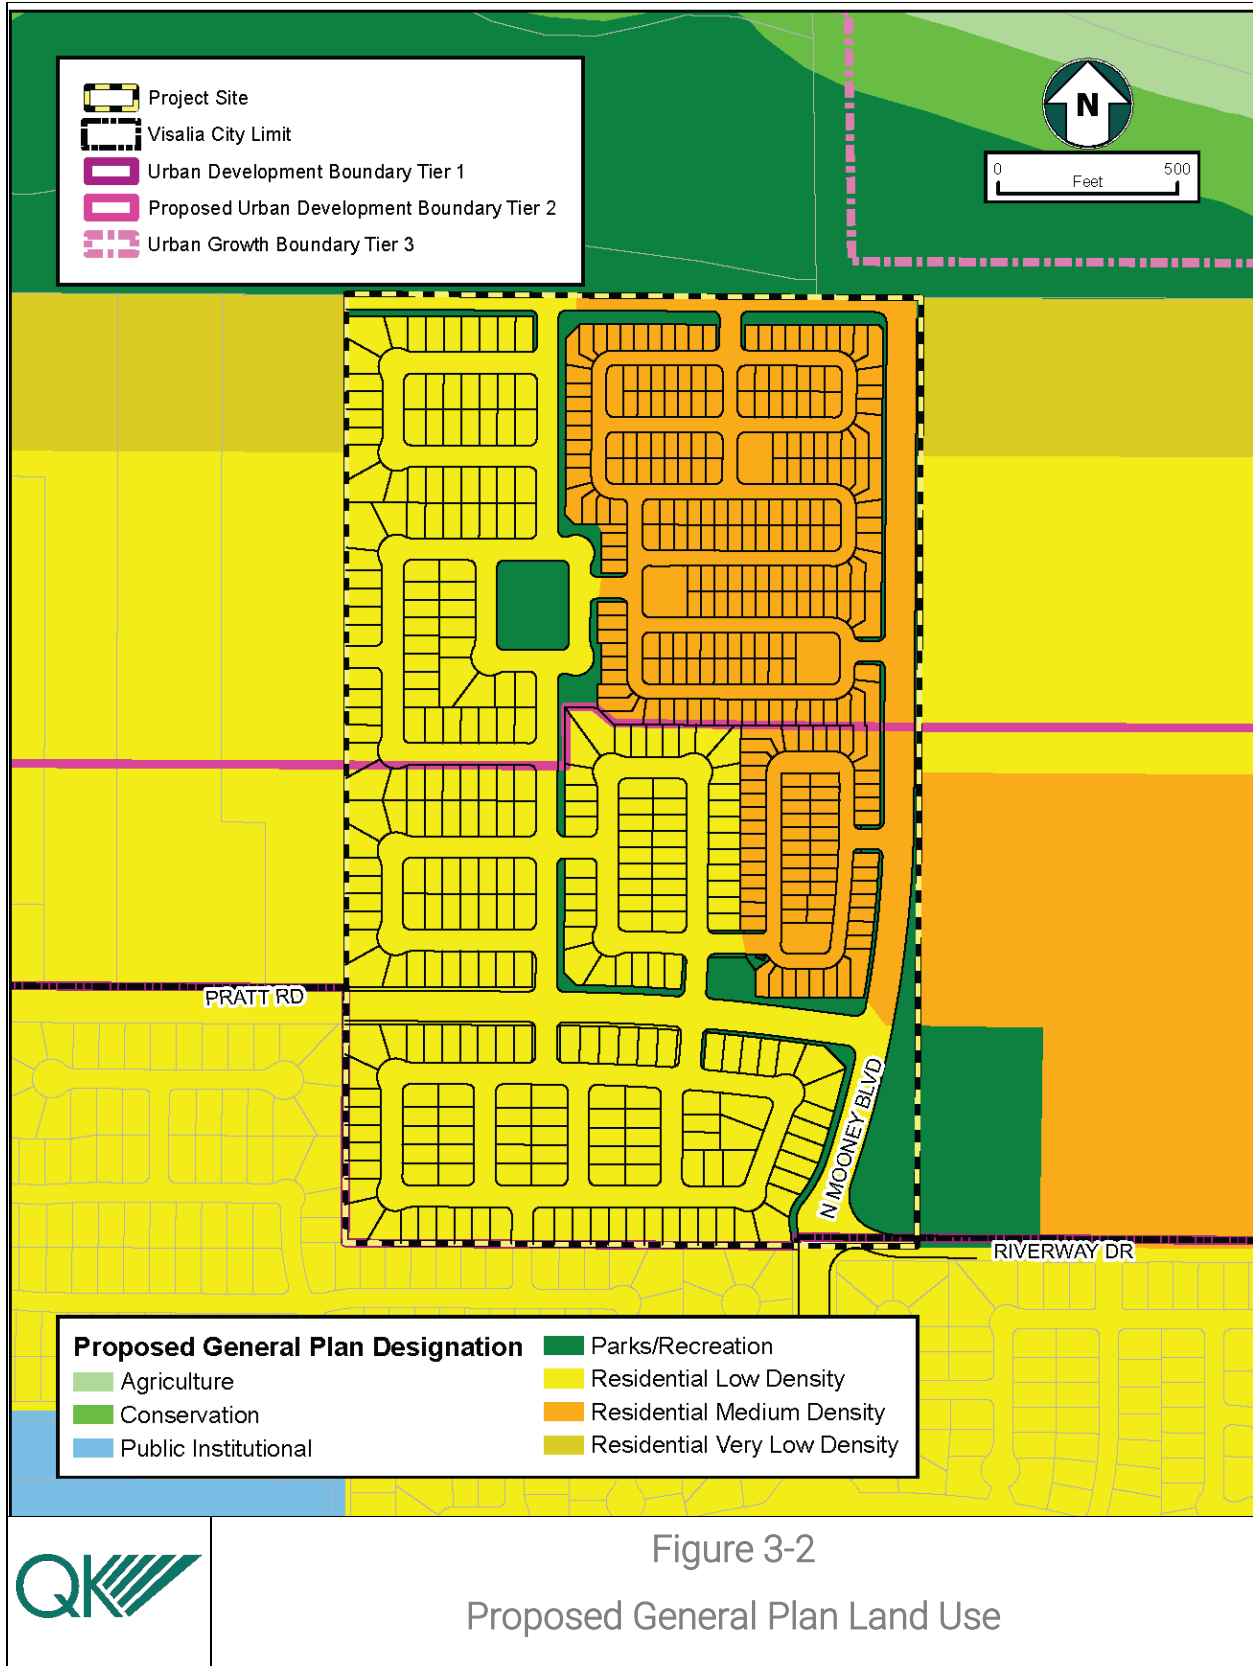 Project Site
Visalia City Limit
Urban Development Boundary Tier 1
Proposed Urban Development Boundary Tier 2
Urban Growth Boundary Tier 3
N
0 500
Feet
PRATT RD
N MOONEY BLVD
RIVERWAY DR
Proposed General Plan Designation
Agriculture
Conservation
Public Institutional
Parks/Recreation
Residential Low Density
Residential Medium Density
Residential Very Low Density
QK
Figure 3-2
Proposed General Plan Land Use